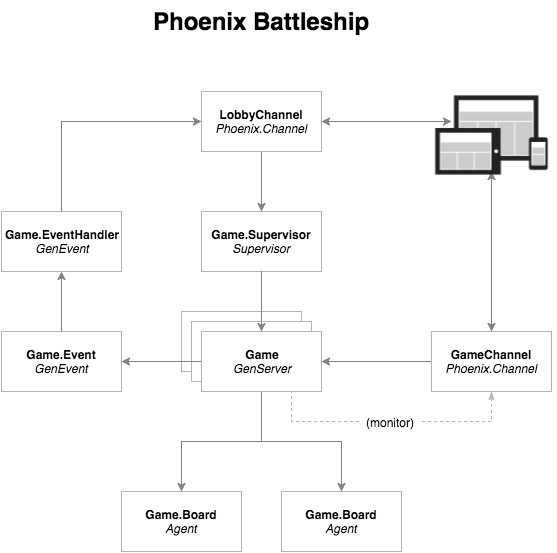 Phoenix Battleship
LobbyChannel
Phoenix.Channel
Game.EventHandler
GenEvent
Game.Supervisor
Supervisor
Game.Event
GenEvent
Game
GenServer
GameChannel
Phoenix.Channel
(monitor)
Game.Board
Agent
Game.Board
Agent